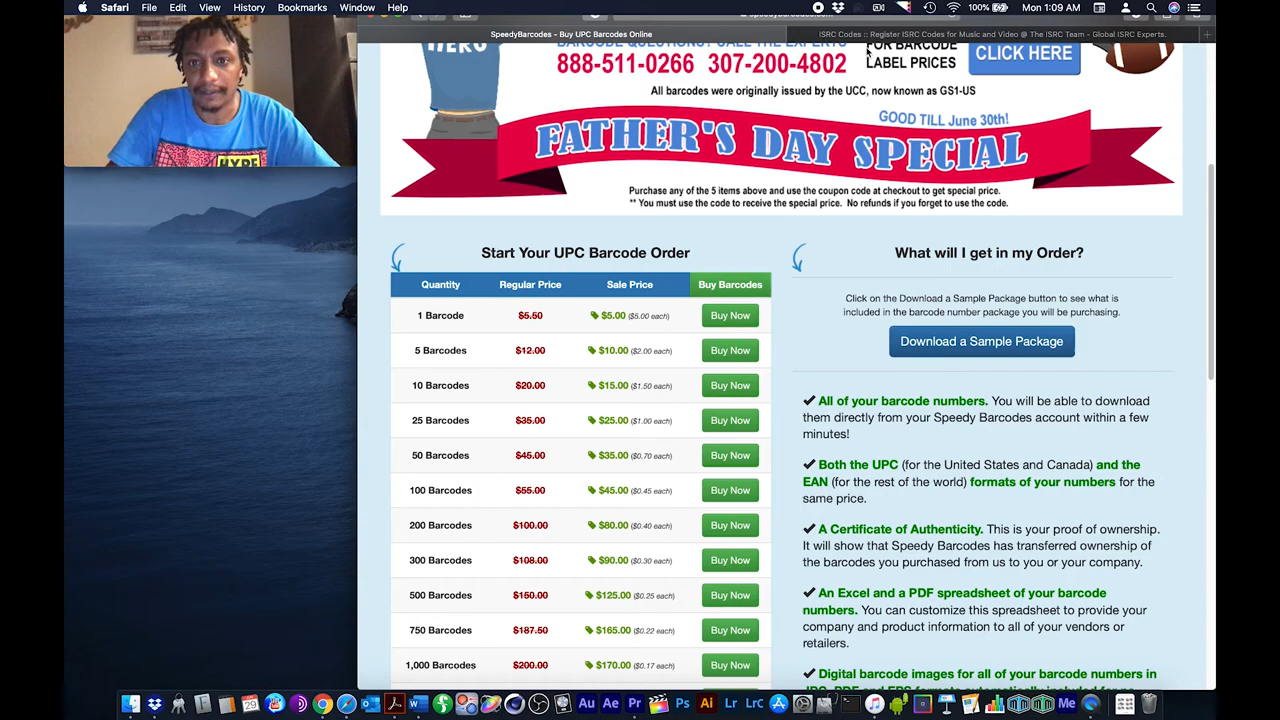 Safari File Edit View History Bookmarks Window Help 100% Mon 1:09 AM
SpeedyBarcodes - Buy UPC Barcodes Online
ISRC Codes :: Register ISRC Codes for Music and Video @ The ISRC Team - Global ISRC Experts.
HERO
BARCODE QUESTIONS? CALL THE EXPERTS
888-511-0266 307-200-4802
FOR BARCODE
LABEL PRICES
CLICK HERE
All barcodes were originally issued by the UCC, now known as GS1-US
GOOD TILL June 30th!
FATHER'S DAY SPECIAL
Purchase any of the 5 items above and use the coupon code at checkout to get special price.
** You must use the code to receive the special price. No refunds if you forget to use the code.
HYPE
Start Your UPC Barcode Order
Quantity Regular Price Sale Price Buy Barcodes
1 Barcode $5.50 $5.00 ($5.00 each) Buy Now
5 Barcodes $12.00 $10.00 ($2.00 each) Buy Now
10 Barcodes $20.00 $15.00 ($1.50 each) Buy Now
25 Barcodes $35.00 $25.00 ($1.00 each) Buy Now
50 Barcodes $45.00 $35.00 ($0.70 each) Buy Now
100 Barcodes $55.00 $45.00 ($0.45 each) Buy Now
200 Barcodes $100.00 $80.00 ($0.40 each) Buy Now
300 Barcodes $108.00 $90.00 ($0.30 each) Buy Now
500 Barcodes $150.00 $125.00 ($0.25 each) Buy Now
750 Barcodes $187.50 $165.00 ($0.22 each) Buy Now
1,000 Barcodes $200.00 $170.00 ($0.17 each) Buy Now
What will I get in my Order?
Click on the Download a Sample Package button to see what is
included in the barcode number package you will be purchasing.
Download a Sample Package
✔ All of your barcode numbers. You will be able to download
them directly from your Speedy Barcodes account within a few
minutes!
✔ Both the UPC (for the United States and Canada) and the
EAN (for the rest of the world) formats of your numbers for the
same price.
✔ A Certificate of Authenticity. This is your proof of ownership.
It will show that Speedy Barcodes has transferred ownership of
the barcodes you purchased from us to you or your company.
✔ An Excel and a PDF spreadsheet of your barcode
numbers. You can customize this spreadsheet to provide your
company and product information to all of your vendors or
retailers.
✔ Digital barcode images for all of your barcode numbers in
Au Ae Pr Ps Ai Lr LrC Me